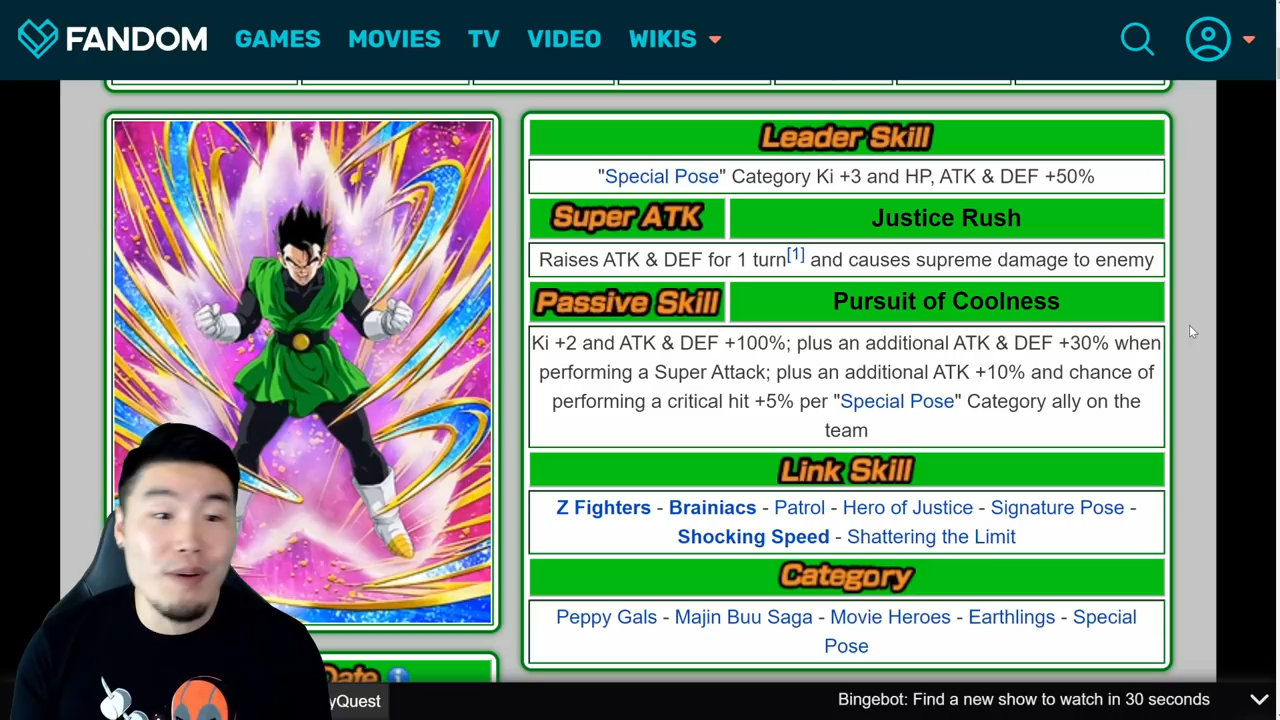 FANDOM GAMES MOVIES TV VIDEO WIKIS
Leader Skill
"Special Pose" Category Ki +3 and HP, ATK & DEF +50%
Super ATK Justice Rush
Raises ATK & DEF for 1 turn[1] and causes supreme damage to enemy
Passive Skill Pursuit of Coolness
Ki +2 and ATK & DEF +100%; plus an additional ATK & DEF +30% when
performing a Super Attack; plus an additional ATK +10% and chance of
performing a critical hit +5% per "Special Pose" Category ally on the
team
Link Skill
Z Fighters - Brainiacs - Patrol - Hero of Justice - Signature Pose -
Shocking Speed - Shattering the Limit
Category
Peppy Gals - Majin Buu Saga - Movie Heroes - Earthlings - Special
Pose
Date i
yQuest
Bingebot: Find a new show to watch in 30 seconds